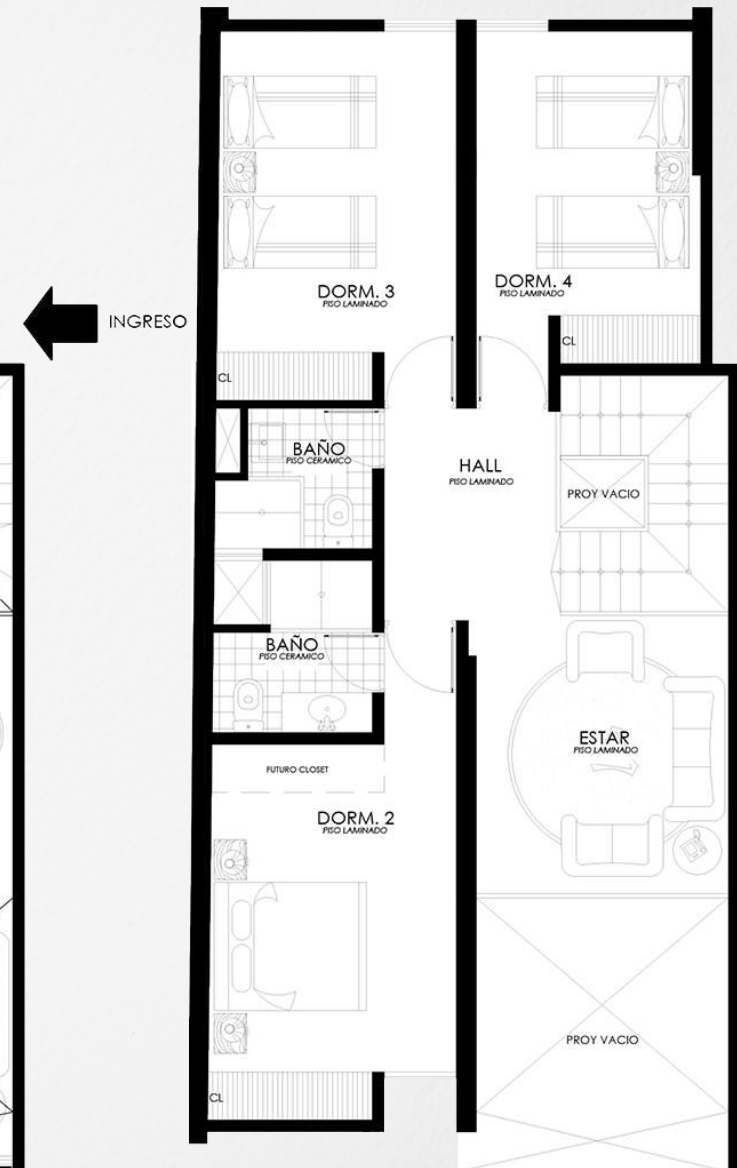 DORM. 3
PISO LAMINADO
DORM. 4
PISO LAMINADO
INGRESO
CL
CL
BAÑO
PISO CERAMICO
HALL
PISO LAMINADO
PROY VACIO
BAÑO
PISO CERAMICO
ESTAR
PISO LAMINADO
FUTURO CLOSET
DORM. 2
PISO LAMINADO
PROY VACIO
CL